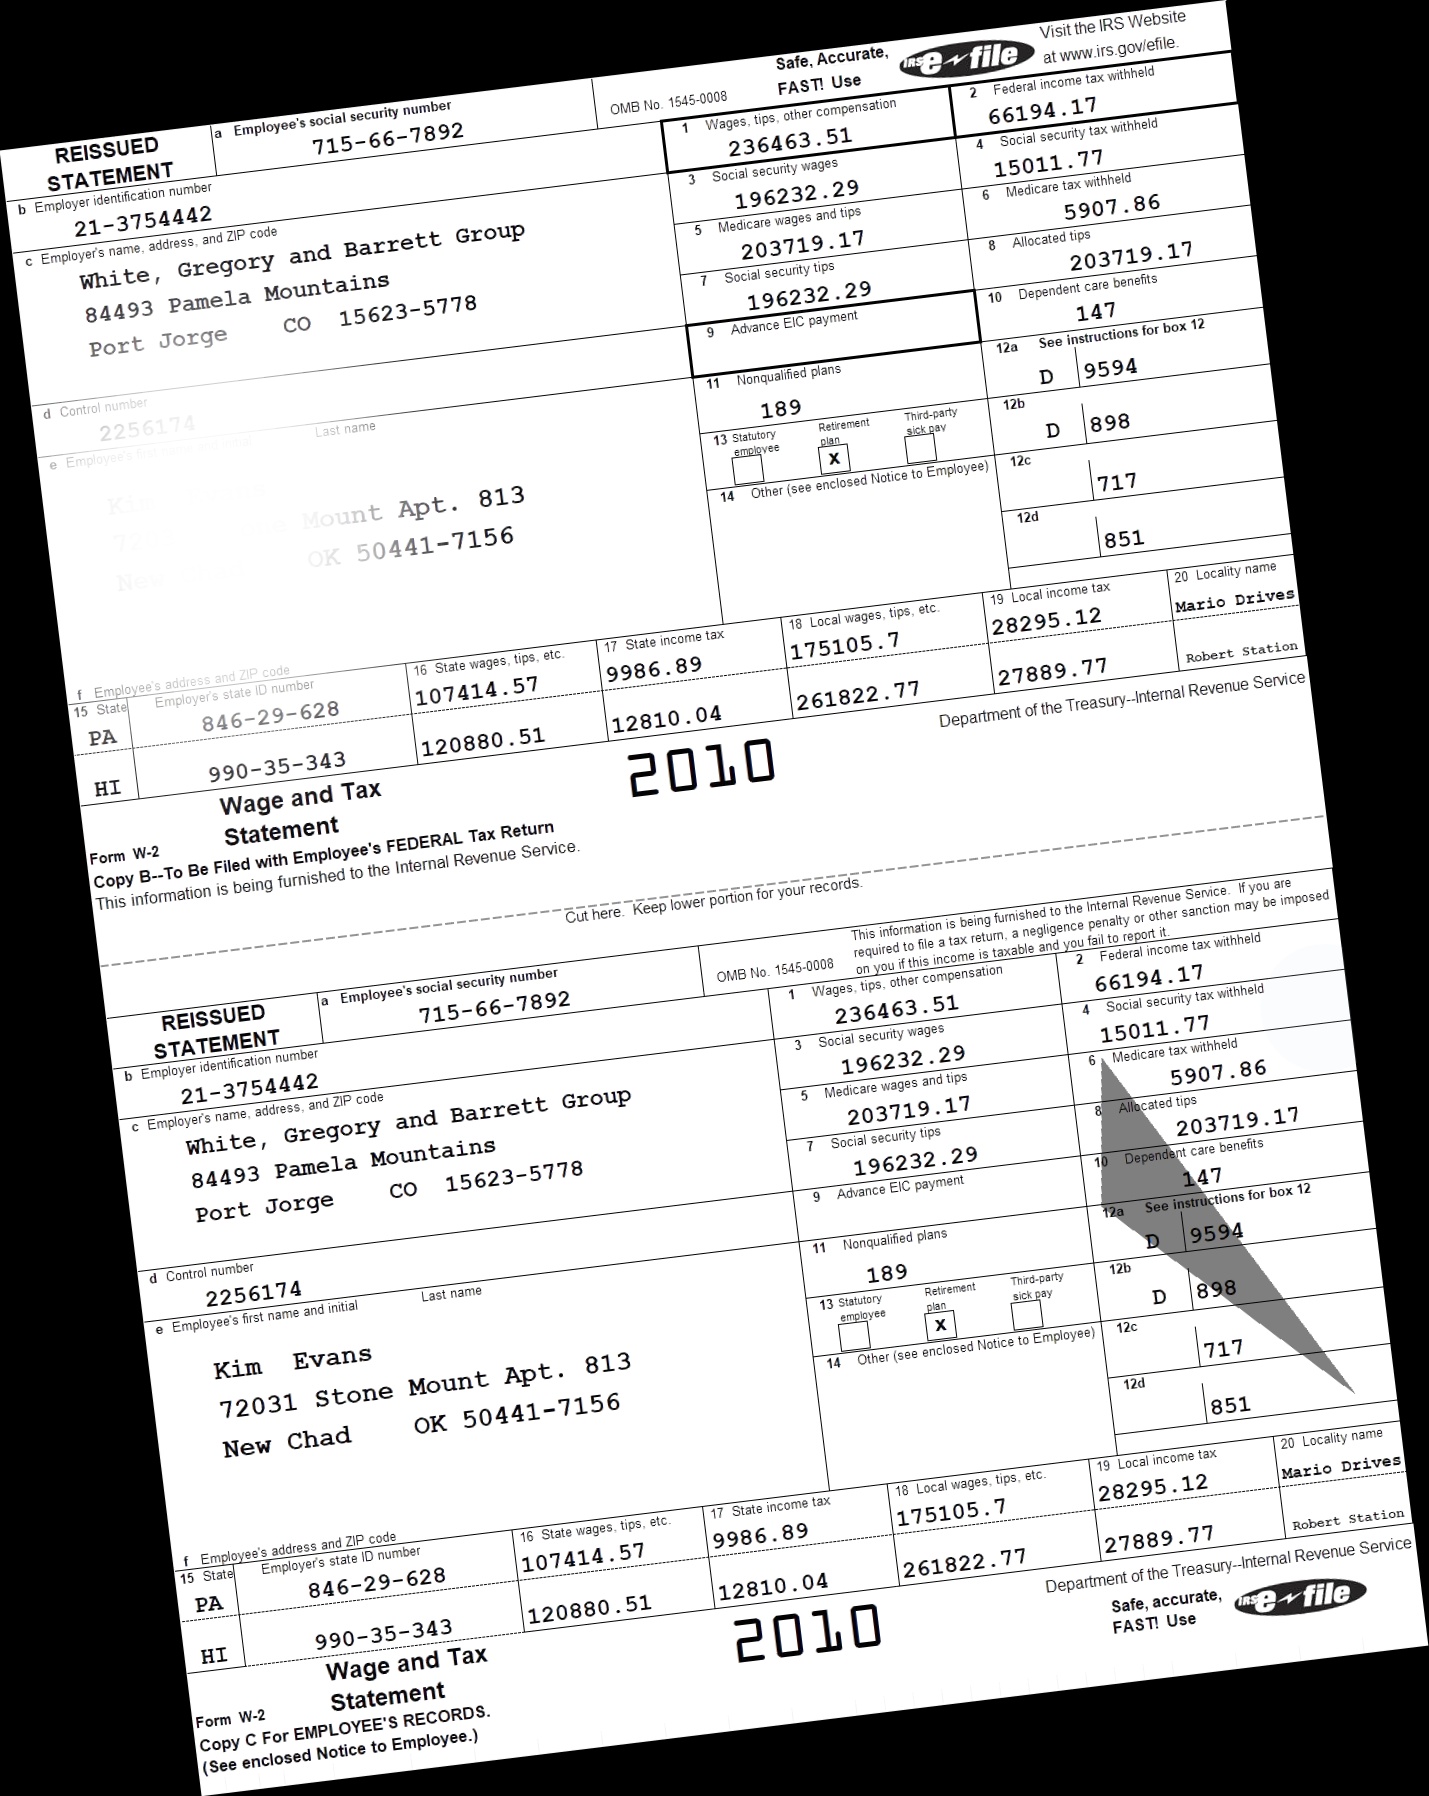 Safe, Accurate,
FAST! Use
IRS e file
Visit the IRS Website
at www.irs.gov/efile.
REISSUED
STATEMENT
a Employee's social security number
715-66-7892
OMB No. 1545-0008
1 Wages, tips, other compensation
236463.51
2 Federal income tax withheld
66194.17
b Employer identification number
21-3754442
3 Social security wages
196232.29
4 Social security tax withheld
15011.77
c Employer's name, address, and ZIP code
White, Gregory and Barrett Group
84493 Pamela Mountains
Port Jorge CO 15623-5778
5 Medicare wages and tips
203719.17
6 Medicare tax withheld
5907.86
7 Social security tips
196232.29
8 Allocated tips
203719.17
9 Advance EIC payment
10 Dependent care benefits
147
d Control number
2256174
11 Nonqualified plans
189
12a See instructions for box 12
D 9594
e Employee's first name and initial Last name
Kim
Mount Apt. 813
New OK 50441-7156
13 Statutory employee
Retirement plan
X
Third-party sick pay
12b
D 898
14 Other (see enclosed Notice to Employee)
12c
717
12d
851
f Employee's address and ZIP code
15 State Employer's state ID number
16 State wages, tips, etc.
17 State income tax
18 Local wages, tips, etc.
19 Local income tax
20 Locality name
PA 846-29-628 107414.57 9986.89 175105.7 28295.12 Mario Drives
HI 990-35-343 120880.51 12810.04 261822.77 27889.77 Robert Station
Wage and Tax
Statement
2010
Department of the Treasury--Internal Revenue Service
Form W-2
Copy B--To Be Filed with Employee's FEDERAL Tax Return
This information is being furnished to the Internal Revenue Service.
Cut here. Keep lower portion for your records.
This information is being furnished to the Internal Revenue Service. If you are
required to file a tax return, a negligence penalty or other sanction may be imposed
on you if this income is taxable and you fail to report it.
REISSUED
STATEMENT
a Employee's social security number
715-66-7892
OMB No. 1545-0008
1 Wages, tips, other compensation
236463.51
2 Federal income tax withheld
66194.17
b Employer identification number
21-3754442
3 Social security wages
196232.29
4 Social security tax withheld
15011.77
c Employer's name, address, and ZIP code
White, Gregory and Barrett Group
84493 Pamela Mountains
Port Jorge CO 15623-5778
5 Medicare wages and tips
203719.17
6 Medicare tax withheld
5907.86
7 Social security tips
196232.29
8 Allocated tips
203719.17
9 Advance EIC payment
10 Dependent care benefits
147
d Control number
2256174
11 Nonqualified plans
189
12a See instructions for box 12
D 9594
e Employee's first name and initial Last name
Kim Evans
72031 Stone Mount Apt. 813
New Chad OK 50441-7156
13 Statutory employee
Retirement plan
X
Third-party sick pay
12b
D 898
14 Other (see enclosed Notice to Employee)
12c
717
12d
851
f Employee's address and ZIP code
15 State Employer's state ID number
16 State wages, tips, etc.
17 State income tax
18 Local wages, tips, etc.
19 Local income tax
20 Locality name
PA 846-29-628 107414.57 9986.89 175105.7 28295.12 Mario Drives
HI 990-35-343 120880.51 12810.04 261822.77 27889.77 Robert Station
Wage and Tax
Statement
2010
Department of the Treasury--Internal Revenue Service
Safe, accurate,
FAST! Use
IRS e file
Form W-2
Copy C For EMPLOYEE'S RECORDS.
(See enclosed Notice to Employee.)